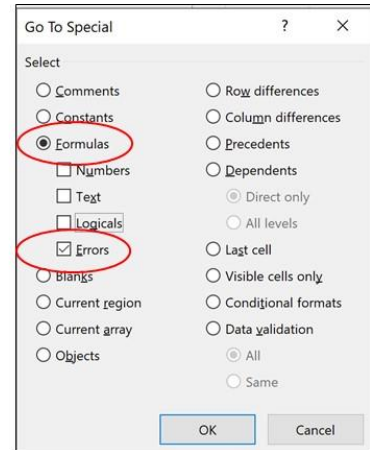 Go To Special ? ×
Select
Comments
Constants
Formulas
Numbers
Text
Logicals
Errors
Blanks
Current region
Current array
Objects
Row differences
Column differences
Precedents
Dependents
Direct only
All levels
Last cell
Visible cells only
Conditional formats
Data validation
All
Same
OK Cancel